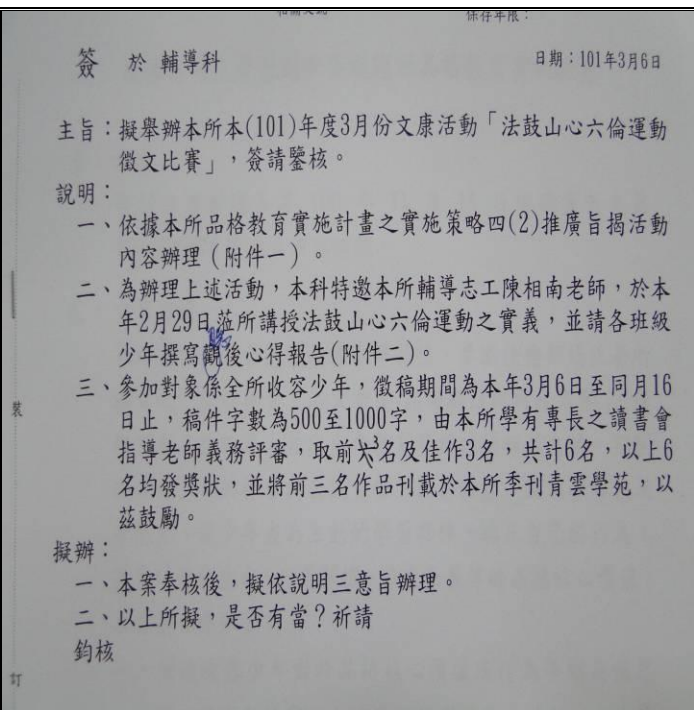 保存年限：
簽 於 輔導科 日期：101年3月6日
主旨：擬舉辦本所本(101)年度3月份文康活動「法鼓山心六倫運動
徵文比賽」，簽請鑒核。
說明：
一、依據本所品格教育實施計畫之實施策略四(2)推廣旨揭活動
內容辦理（附件一）。
二、為辦理上述活動，本科特邀本所輔導志工陳相南老師，於本
年2月29日蒞所講授法鼓山心六倫運動之實義，並請各班級
少年撰寫觀後心得報告(附件二)。
三、參加對象係全所收容少年，徵稿期間為本年3月6日至同月16
日止，稿件字數為500至1000字，由本所學有專長之讀書會
指導老師義務評審，取前六3名及佳作3名，共計6名，以上6
名均發獎狀，並將前三名作品刊載於本所季刊青雲學苑，以
茲鼓勵。
擬辦：
一、本案奉核後，擬依說明三意旨辦理。
二、以上所擬，是否有當？祈請
鈞核
裝
訂